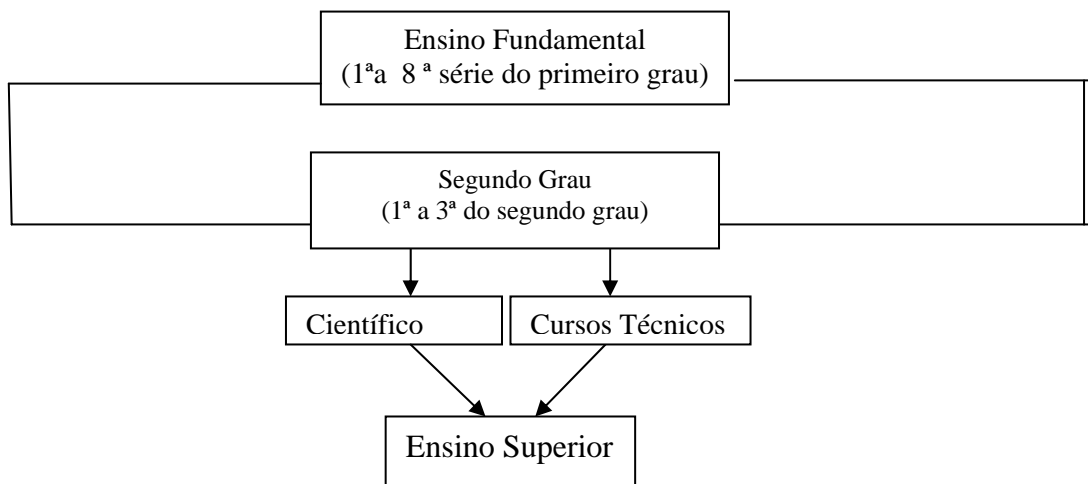 Ensino Fundamental
(1ªa 8 ª série do primeiro grau)
Segundo Grau
(1ª a 3ª do segundo grau)
Científico
Cursos Técnicos
Ensino Superior